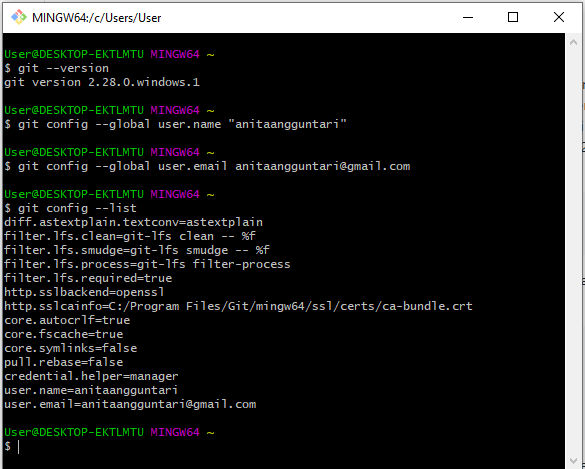 MINGW64:/c/Users/User
User@DESKTOP-EKTLMTU MINGW64 ~
$ git --version
git version 2.28.0.windows.1
User@DESKTOP-EKTLMTU MINGW64 ~
$ git config --global user.name "anitaangguntari"
User@DESKTOP-EKTLMTU MINGW64 ~
$ git config --global user.email anitaangguntari@gmail.com
User@DESKTOP-EKTLMTU MINGW64 ~
$ git config --list
diff.astextplain.textconv=astextplain
filter.lfs.clean=git-lfs clean -- %f
filter.lfs.smudge=git-lfs smudge -- %f
filter.lfs.process=git-lfs filter-process
filter.lfs.required=true
http.sslbackend=openssl
http.sslcainfo=C:/Program Files/Git/mingw64/ssl/certs/ca-bundle.crt
core.autocrlf=true
core.fscache=true
core.symlinks=false
pull.rebase=false
credential.helper=manager
user.name=anitaangguntari
user.email=anitaangguntari@gmail.com
User@DESKTOP-EKTLMTU MINGW64 ~
$